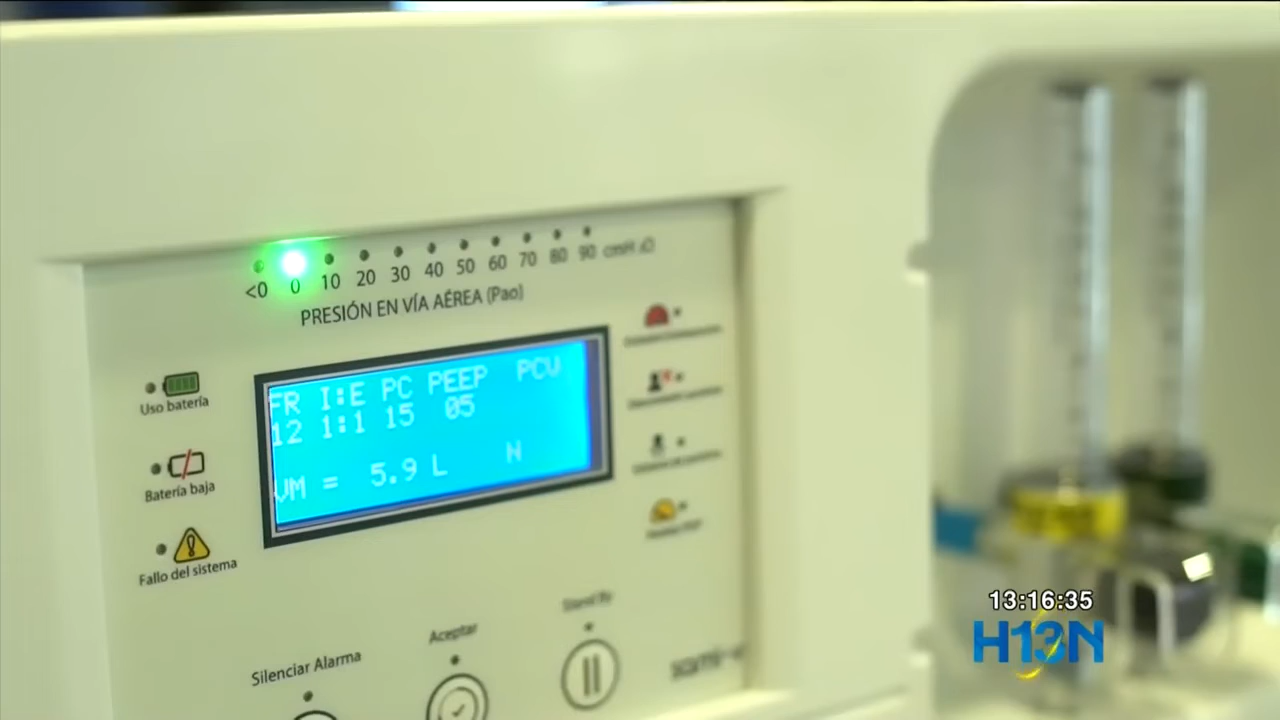 <0 0 10 20 30 40 50 60 70 80 90 cmH2O
PRESIÓN EN VÍA AÉREA (Pao)
Uso batería
Batería baja
Fallo del sistema
FR I:E PC PEEP PCV
12 1:1 15 05
VM = 5.9 L N
Silenciar Alarma
Aceptar
Stand By
13:16:35
H13N